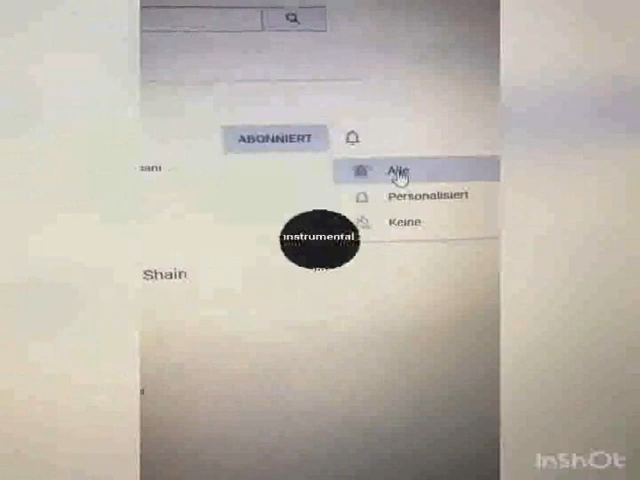 ABONNIERT
Alle
Personalisiert
Keine
nstrumental
Shain
InShOt